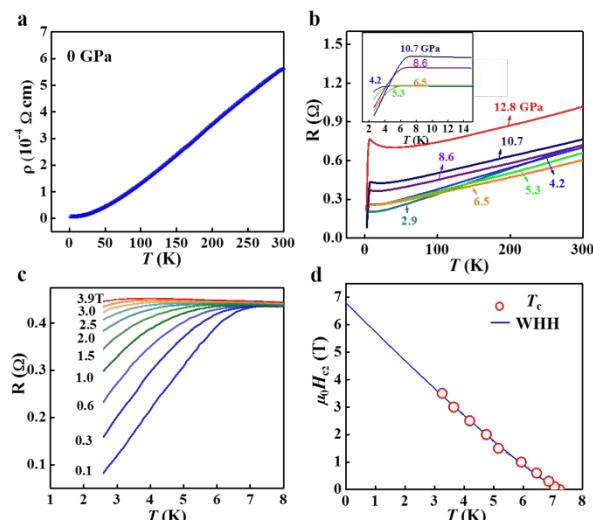 a
0 GPa
ρ (10⁻⁴ Ω cm)
7
6
5
4
3
2
1
0
0 50 100 150 200 250 300
T (K)
b
R (Ω)
1.5
1.2
0.9
0.6
0.3
0.0
10.7 GPa
8.6
4.2
6.5
5.3
2 4 6 8 10 12 14
T (K)
12.8 GPa
10.7
8.6
4.2
5.3
6.5
2.9
0 100 200 300
T (K)
c
R (Ω)
0.4
0.3
0.2
0.1
3.9T
3.0
2.5
2.0
1.5
1.0
0.6
0.3
0.1
1 2 3 4 5 6 7 8
T (K)
d
T_c
WHH
μ₀H_c2 (T)
8
7
6
5
4
3
2
1
0
0 1 2 3 4 5 6 7 8
T (K)